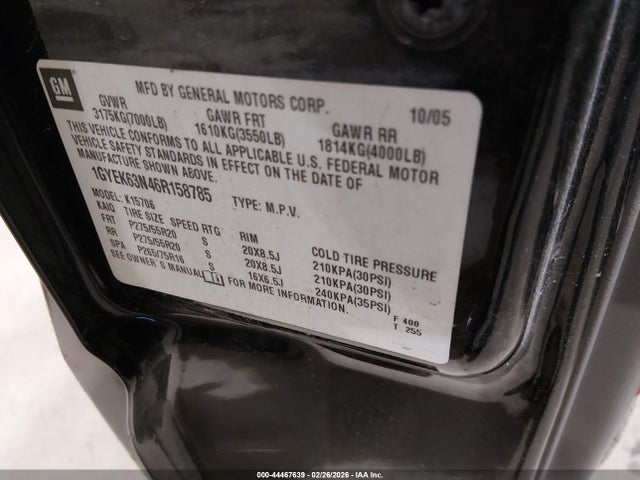 GM
MFD BY GENERAL MOTORS CORP. 10/05
GVWR GAWR FRT GAWR RR
3175KG(7000LB) 1610KG(3550LB) 1814KG(4000LB)
THIS VEHICLE CONFORMS TO ALL APPLICABLE U.S. FEDERAL MOTOR
VEHICLE SAFETY STANDARDS IN EFFECT ON THE DATE OF
MANUFACTURE SHOWN ABOVE.
1GYEK63N46R158785 TYPE: M.P.V.
MODEL: K15706
KAIQ TIRE SIZE SPEED RTG RIM COLD TIRE PRESSURE
FRT P275/55R20 S 20X8.5J 210KPA(30PSI)
RR P275/55R20 S 20X8.5J 210KPA(30PSI)
SPA P265/75R16 S 16X6.5J 240KPA(35PSI)
SEE OWNER'S MANUAL FOR MORE INFORMATION.
F 400
T 255
000-44467639 - 02/26/2026 - IAA Inc.